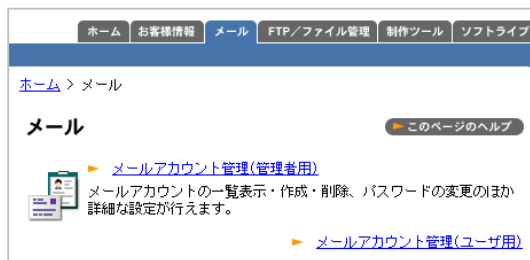 ホーム お客様情報 メール FTP／ファイル管理 制作ツール ソフトライブ
ホーム > メール
メール
このページのヘルプ
メールアカウント管理(管理者用)
メールアカウントの一覧表示・作成・削除、パスワードの変更のほか
詳細な設定が行えます。
メールアカウント管理(ユーザ用)